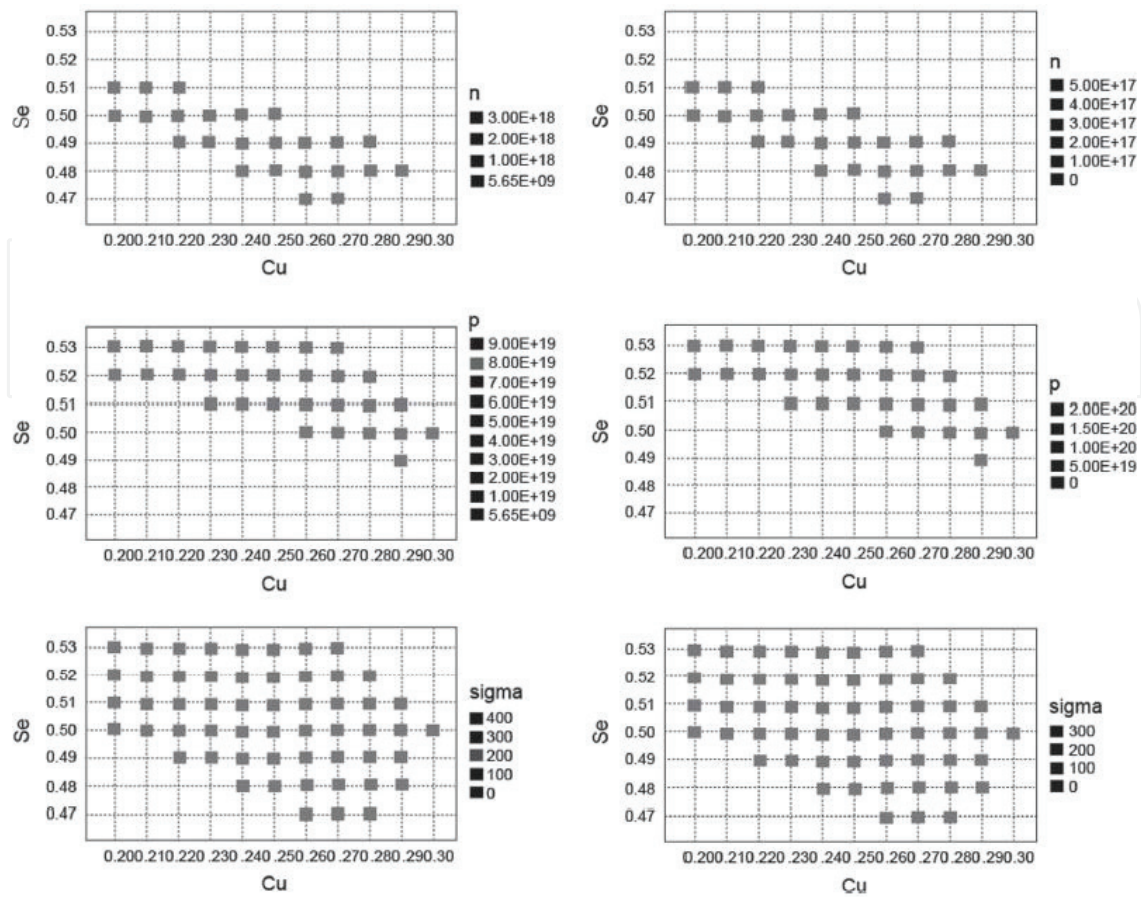 0.53
0.52
0.51
0.50
0.49
0.48
0.47
Se
0.200.210.220.230.240.250.260.270.280.290.30
Cu
n
3.00E+18
2.00E+18
1.00E+18
5.65E+09
0.53
0.52
0.51
0.50
0.49
0.48
0.47
Se
0.200.210.220.230.240.250.260.270.280.290.30
Cu
n
5.00E+17
4.00E+17
3.00E+17
2.00E+17
1.00E+17
0
0.53
0.52
0.51
0.50
0.49
0.48
0.47
Se
0.200.210.220.230.240.250.260.270.280.290.30
Cu
p
9.00E+19
8.00E+19
7.00E+19
6.00E+19
5.00E+19
4.00E+19
3.00E+19
2.00E+19
1.00E+19
5.65E+09
0.53
0.52
0.51
0.50
0.49
0.48
0.47
Se
0.200.210.220.230.240.250.260.270.280.290.30
Cu
p
2.00E+20
1.50E+20
1.00E+20
5.00E+19
0
0.53
0.52
0.51
0.50
0.49
0.48
0.47
Se
0.200.210.220.230.240.250.260.270.280.290.30
Cu
sigma
400
300
200
100
0
0.53
0.52
0.51
0.50
0.49
0.48
0.47
Se
0.200.210.220.230.240.250.260.270.280.290.30
Cu
sigma
300
200
100
0